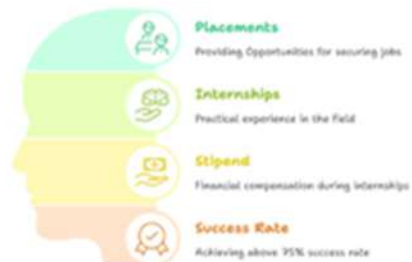 Placements
Providing Opportunities for securing jobs
Internships
Practical experience in the field
Stipend
Financial compensation during internships
Success Rate
Achieving above 75% success rate